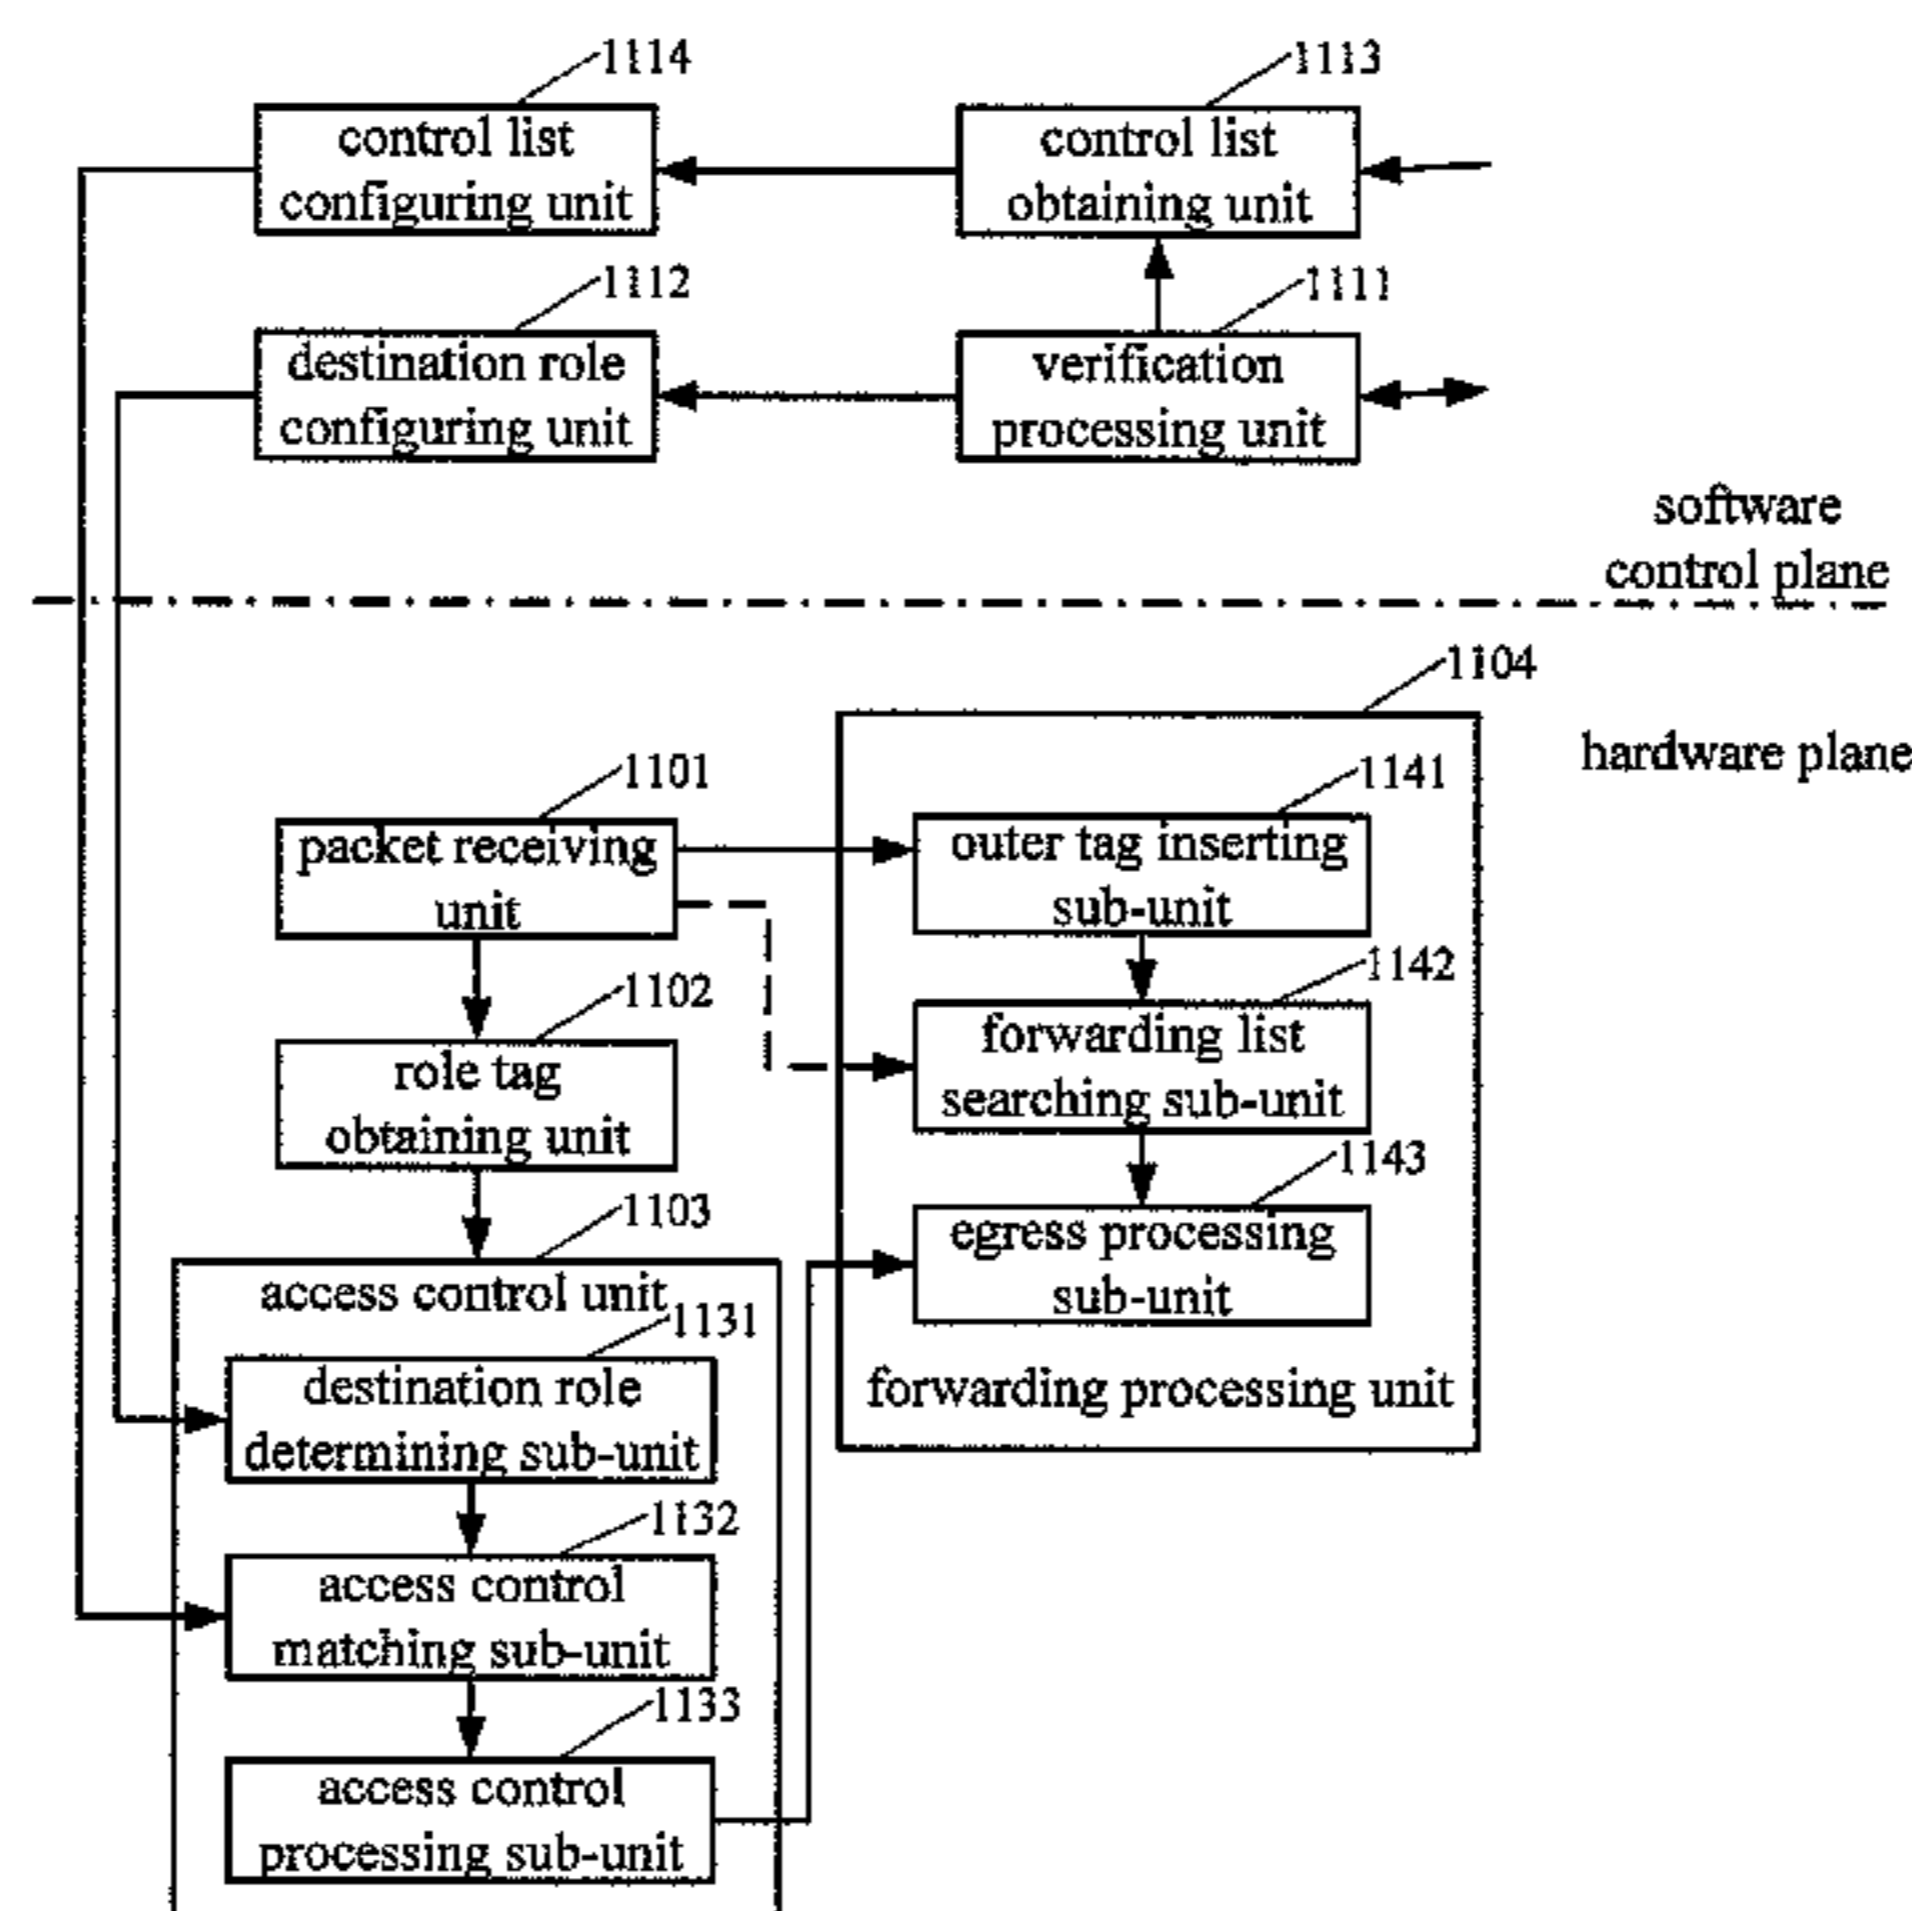 1114
1113
control list
configuring unit
control list
obtaining unit
1112
1111
destination role
configuring unit
verification
processing unit
software
control plane
1104
hardware plane
1101
1141
packet receiving
unit
outer tag inserting
sub-unit
1102
1142
role tag
obtaining unit
forwarding list
searching sub-unit
1103
1143
access control unit
egress processing
sub-unit
1131
destination role
determining sub-unit
forwarding processing unit
1132
access control
matching sub-unit
1133
access control
processing sub-unit